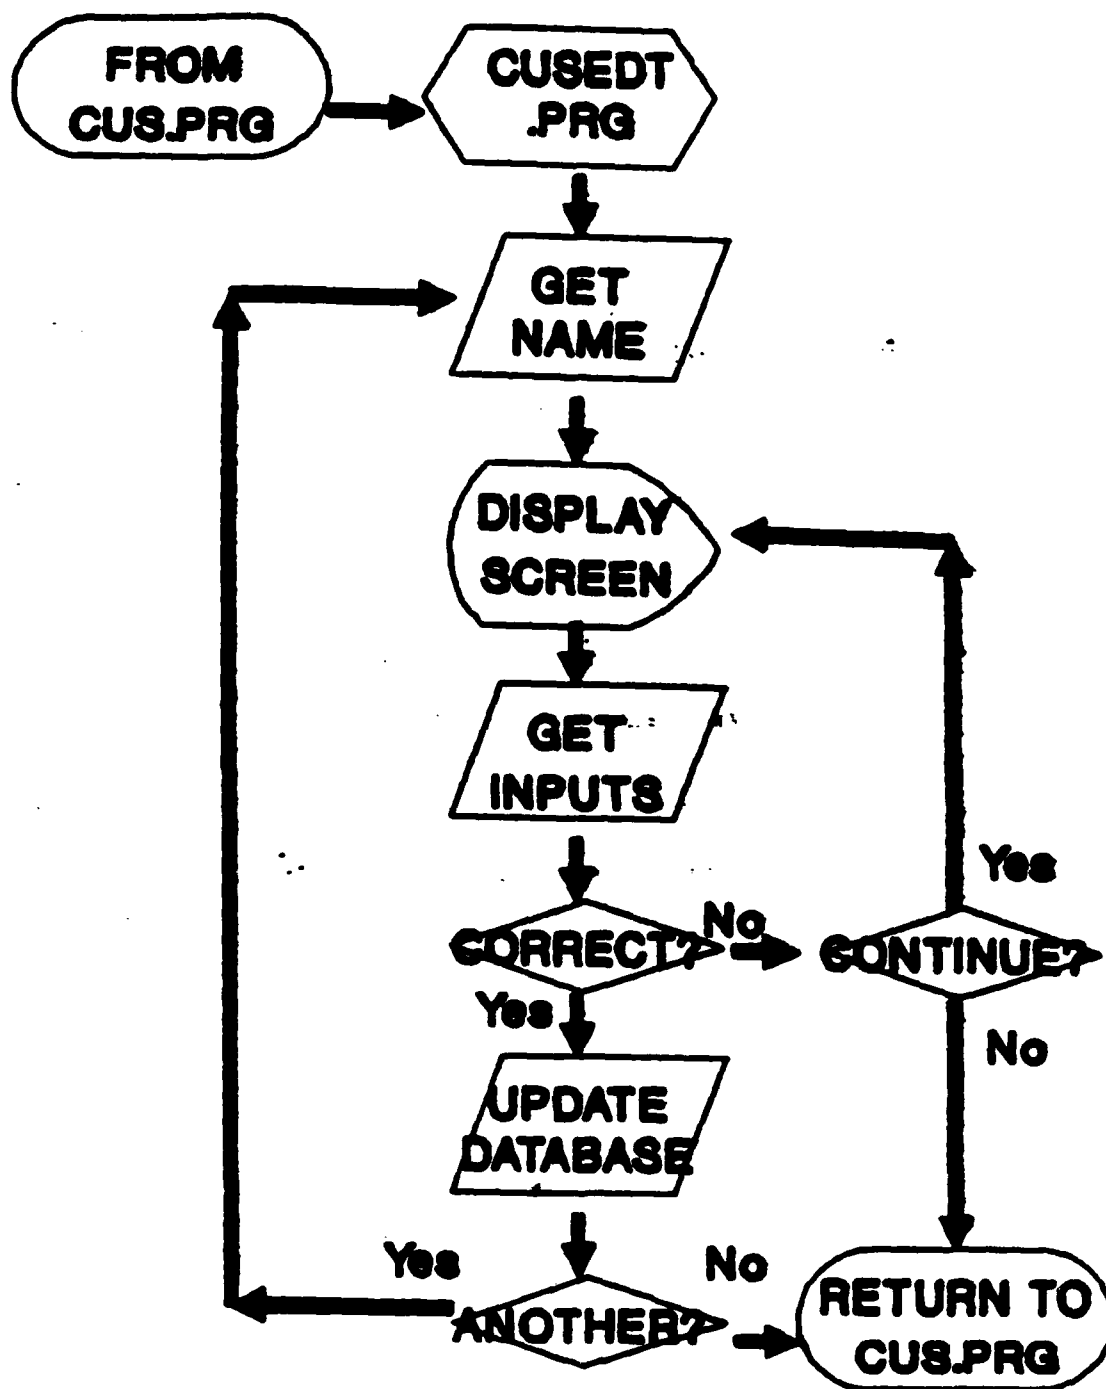 FROM
CUS.PRG
CUSEDT
.PRG
GET
NAME
DISPLAY
SCREEN
GET
INPUTS
CORRECT?
No
CONTINUE?
Yes
No
Yes
UPDATE
DATABASE
ANOTHER?
Yes
No
RETURN TO
CUS.PRG